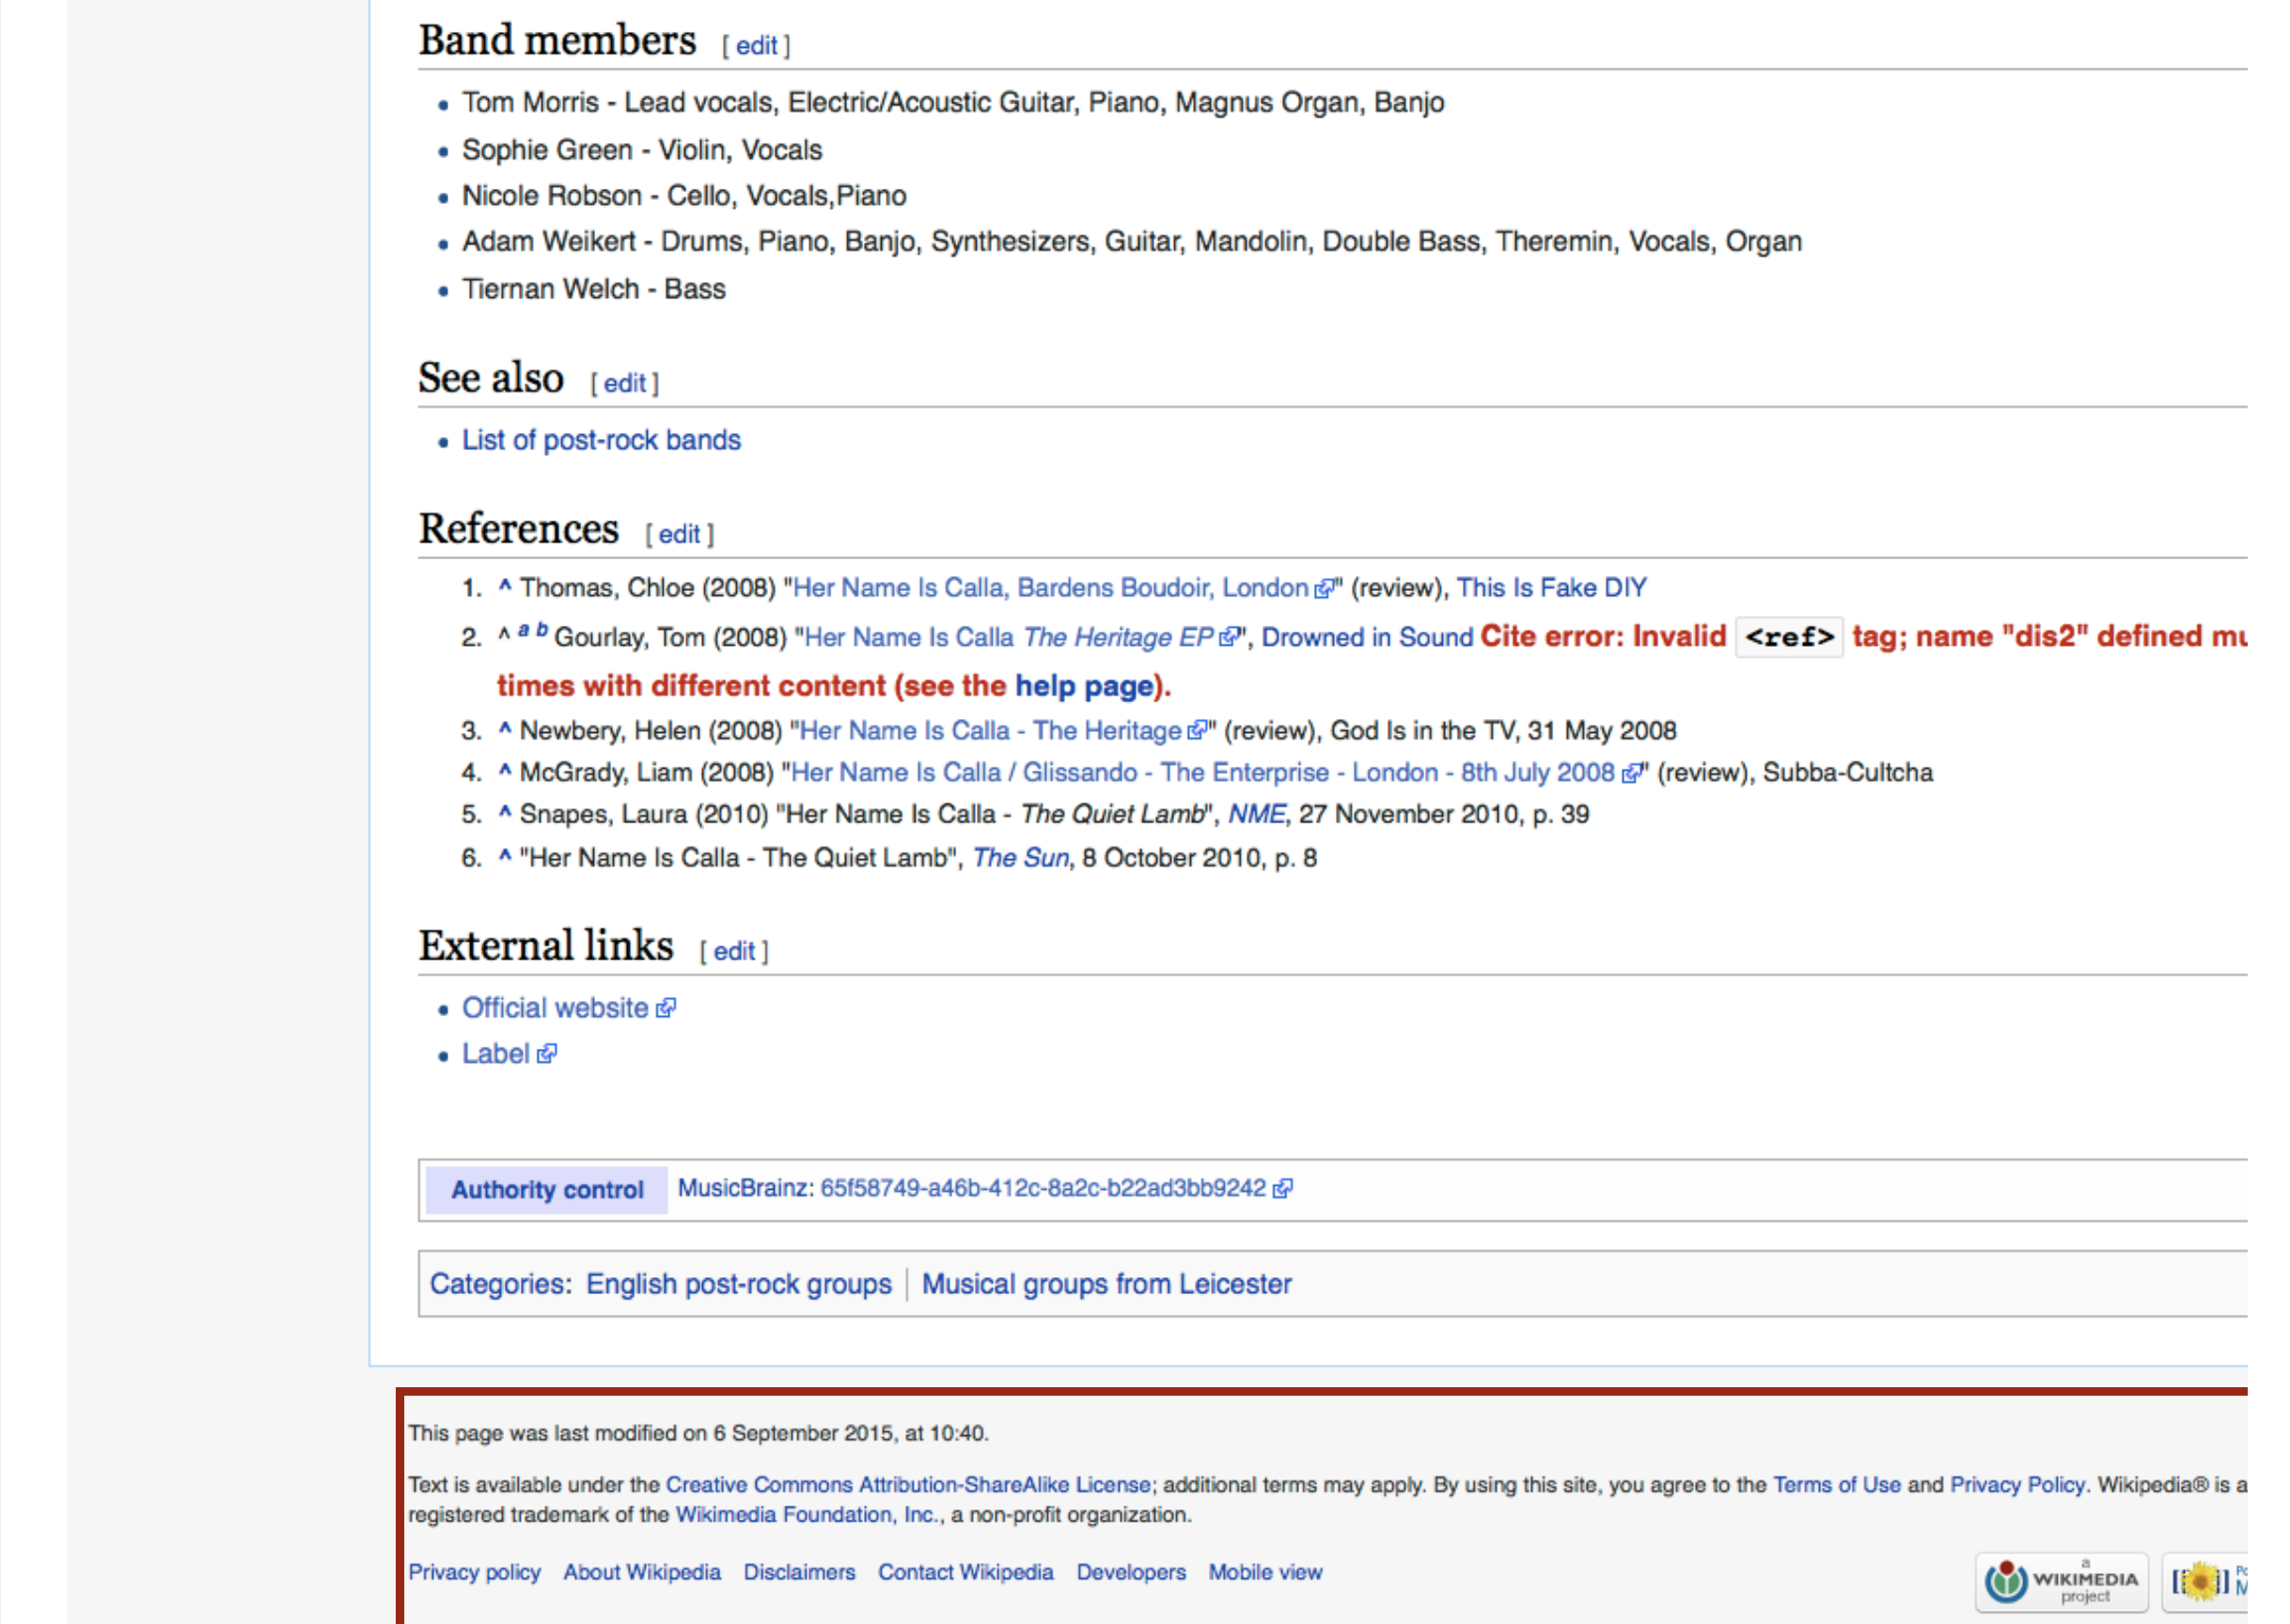 Band members [ edit ]
Tom Morris - Lead vocals, Electric/Acoustic Guitar, Piano, Magnus Organ, Banjo
Sophie Green - Violin, Vocals
Nicole Robson - Cello, Vocals,Piano
Adam Weikert - Drums, Piano, Banjo, Synthesizers, Guitar, Mandolin, Double Bass, Theremin, Vocals, Organ
Tiernan Welch - Bass
See also [ edit ]
List of post-rock bands
References [ edit ]
1. ^ Thomas, Chloe (2008) "Her Name Is Calla, Bardens Boudoir, London" (review), This Is Fake DIY
2. ^ a b Gourlay, Tom (2008) "Her Name Is Calla The Heritage EP", Drowned in Sound Cite error: Invalid <ref> tag; name "dis2" defined
times with different content (see the help page).
3. ^ Newbery, Helen (2008) "Her Name Is Calla - The Heritage" (review), God Is in the TV, 31 May 2008
4. ^ McGrady, Liam (2008) "Her Name Is Calla / Glissando - The Enterprise - London - 8th July 2008" (review), Subba-Cultcha
5. ^ Snapes, Laura (2010) "Her Name Is Calla - The Quiet Lamb", NME, 27 November 2010, p. 39
6. ^ "Her Name Is Calla - The Quiet Lamb", The Sun, 8 October 2010, p. 8
External links [ edit ]
Official website
Label
Authority control MusicBrainz: 65f58749-a46b-412c-8a2c-b22ad3bb9242
Categories: English post-rock groups | Musical groups from Leicester
This page was last modified on 6 September 2015, at 10:40.
Text is available under the Creative Commons Attribution-ShareAlike License; additional terms may apply. By using this site, you agree to the Terms of Use and Privacy Policy. Wikipedia® is a
registered trademark of the Wikimedia Foundation, Inc., a non-profit organization.
Privacy policy About Wikipedia Disclaimers Contact Wikipedia Developers Mobile view
a
WIKIMEDIA
project